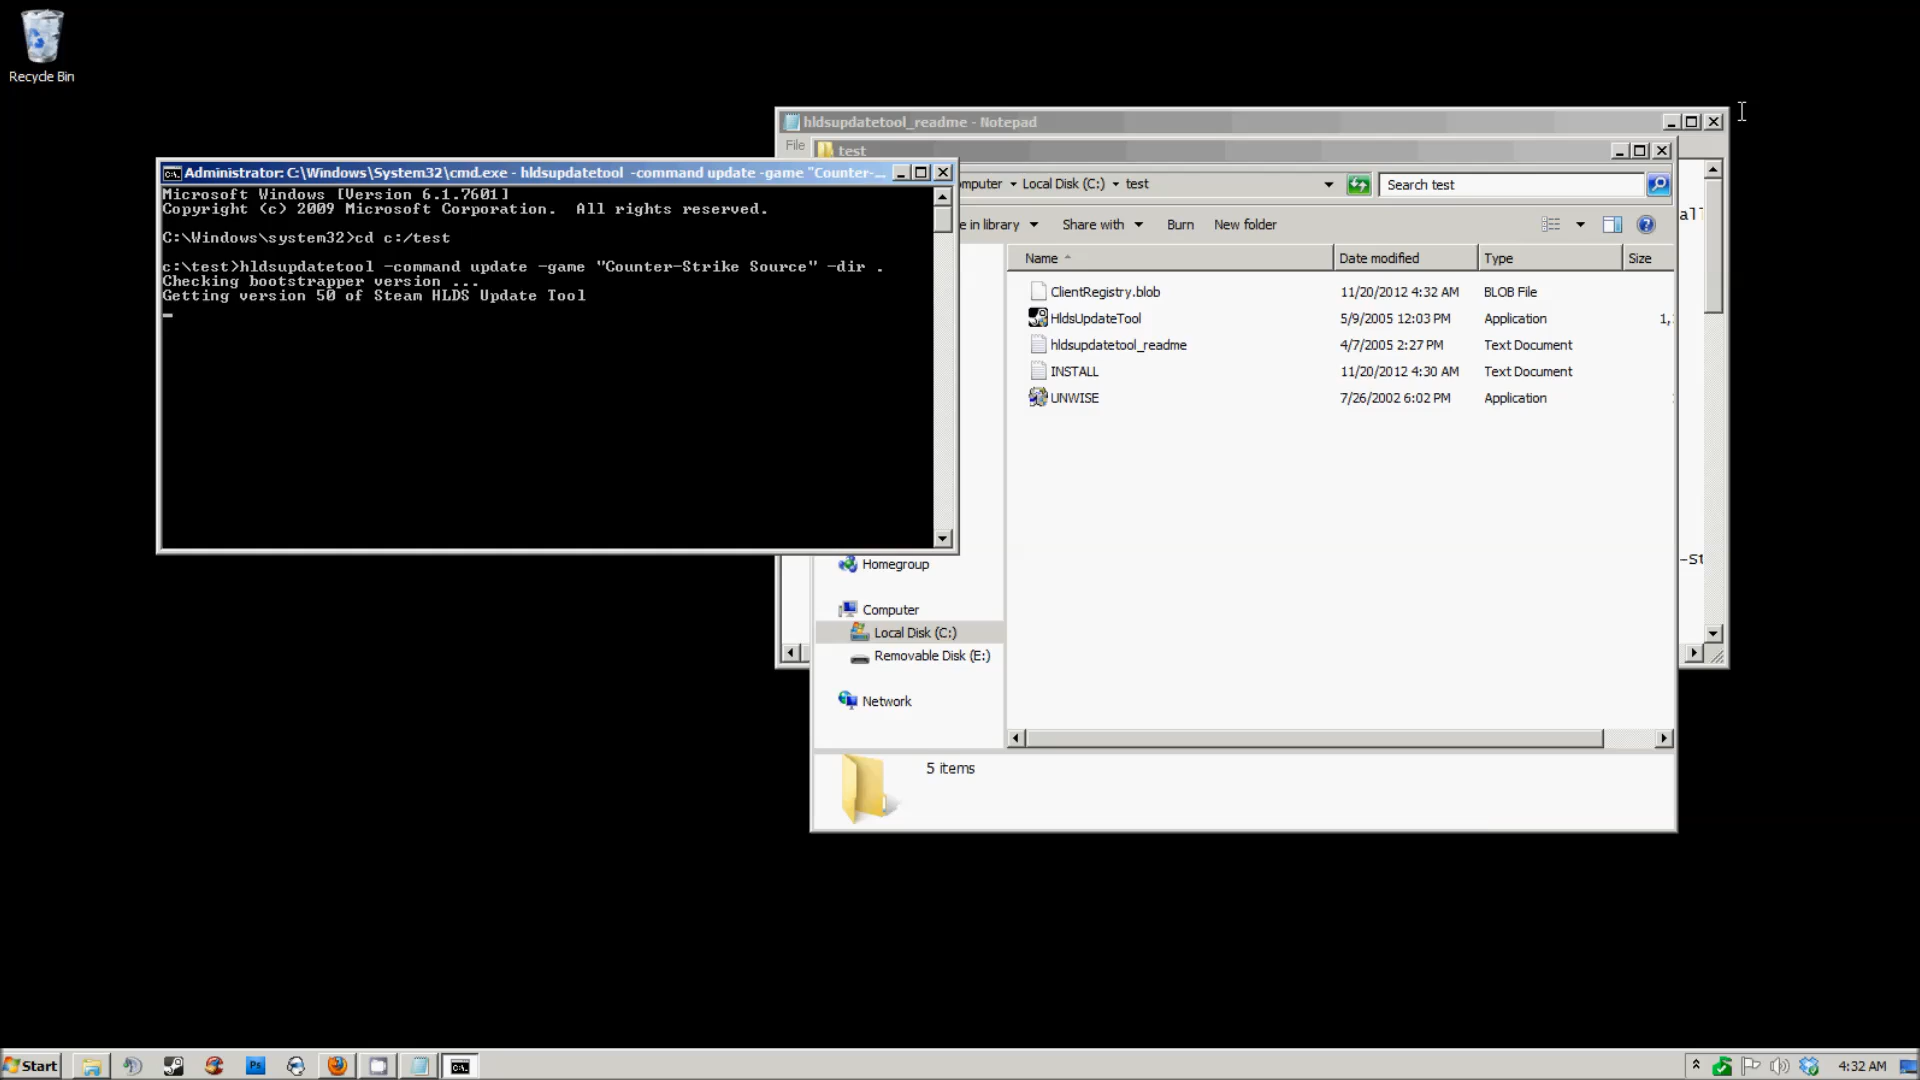 Recycle Bin
hldsupdatetool_readme - Notepad
File
test
Administrator: C:\Windows\System32\cmd.exe - hldsupdatetool -command update -game "Counter-...
Microsoft Windows [Version 6.1.7601]
Copyright (c) 2009 Microsoft Corporation.  All rights reserved.
C:\Windows\system32>cd c:/test
c:\test>hldsupdatetool -command update -game "Counter-Strike Source" -dir .
Checking bootstrapper version ...
Getting version 50 of Steam HLDS Update Tool
omputer
Local Disk (C:)
test
Search test
e in library
Share with
Burn
New folder
all
Name
Date modified
Type
Size
ClientRegistry.blob
11/20/2012 4:32 AM
BLOB File
HldsUpdateTool
5/9/2005 12:03 PM
Application
1,
hldsupdatetool_readme
4/7/2005 2:27 PM
Text Document
INSTALL
11/20/2012 4:30 AM
Text Document
UNWISE
7/26/2002 6:02 PM
Application
-St
Homegroup
Computer
Local Disk (C:)
Removable Disk (E:)
Network
5 items
Start
Ps
C:\.
4:32 AM